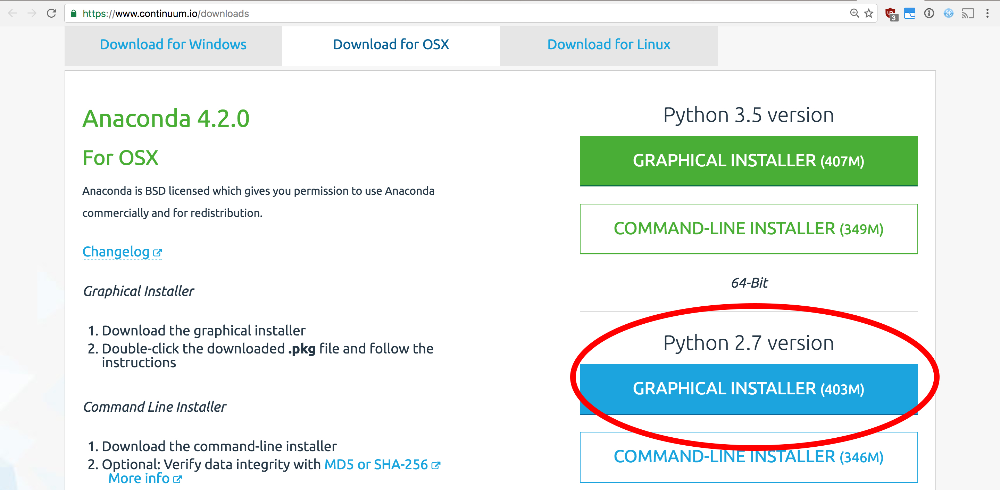 https://www.continuum.io/downloads
3
Download for Windows
Download for OSX
Download for Linux
Anaconda 4.2.0
For OSX
Anaconda is BSD licensed which gives you permission to use Anaconda
commercially and for redistribution.
Changelog
Graphical Installer
1. Download the graphical installer
2. Double-click the downloaded .pkg file and follow the
instructions
Command Line Installer
1. Download the command-line installer
2. Optional: Verify data integrity with MD5 or SHA-256
More info
Python 3.5 version
GRAPHICAL INSTALLER (407M)
COMMAND-LINE INSTALLER (349M)
64-Bit
Python 2.7 version
GRAPHICAL INSTALLER (403M)
COMMAND-LINE INSTALLER (346M)